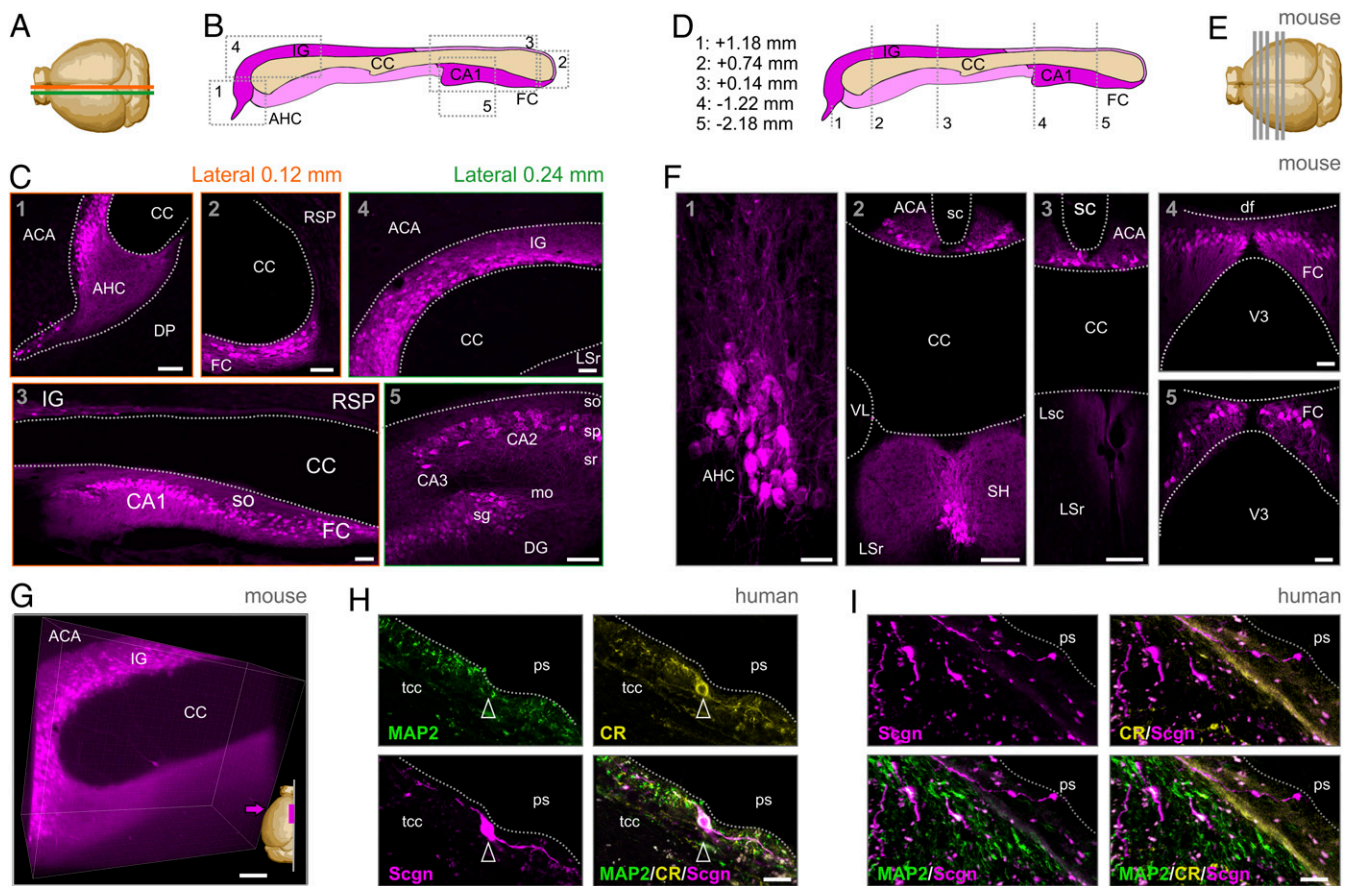 A
B
4
IG
3
CC
2
CA1
1
5
FC
AHC
D
1: +1.18 mm
2: +0.74 mm
3: +0.14 mm
4: -1.22 mm
5: -2.18 mm
IG
CC
CA1
FC
1
2
3
4
5
E
mouse
C
Lateral 0.12 mm
Lateral 0.24 mm
1
CC
ACA
AHC
DP
2
RSP
CC
FC
4
ACA
IG
CC
LSr
3
IG
RSP
CC
CA1
so
FC
5
so
CA2
sp
sr
CA3
mo
sg
DG
F
mouse
1
AHC
2
ACA
sc
CC
VL
SH
LSr
3
sc
ACA
CC
Lsc
LSr
4
df
FC
V3
5
FC
V3
G
mouse
ACA
IG
CC
H
human
ps
tcc
MAP2
ps
tcc
CR
ps
tcc
Scgn
ps
tcc
MAP2/CR/Scgn
I
human
ps
Scgn
ps
CR/Scgn
ps
MAP2/Scgn
ps
MAP2/CR/Scgn